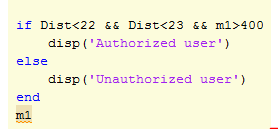 if Dist<22 && Dist<23 && m1>400
disp('Authorized user')
else
disp('Unauthorized user')
end
m1